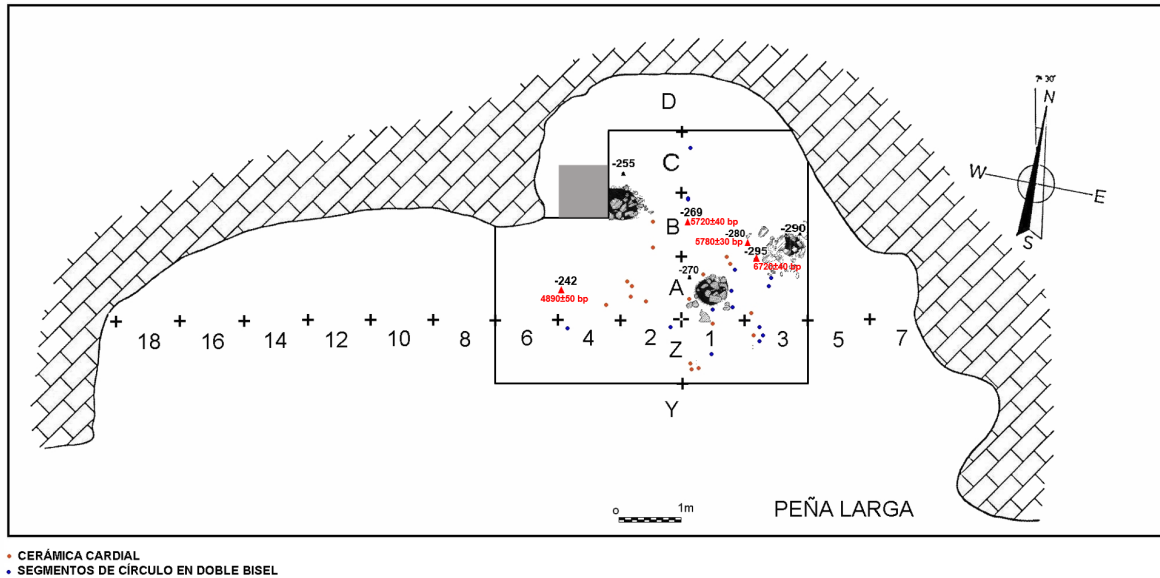 7º 30'
N
D
-255
C
W
E
-269
5720±40 bp
B
-280
-290
5780±30 bp
S
-295
6720±40 bp
-270
-242
A
4890±50 bp
18 16 14 12 10 8 6 4 2 1 3 5 7
Z
Y
o 1m
PEÑA LARGA
CERÁMICA CARDIAL
SEGMENTOS DE CÍRCULO EN DOBLE BISEL